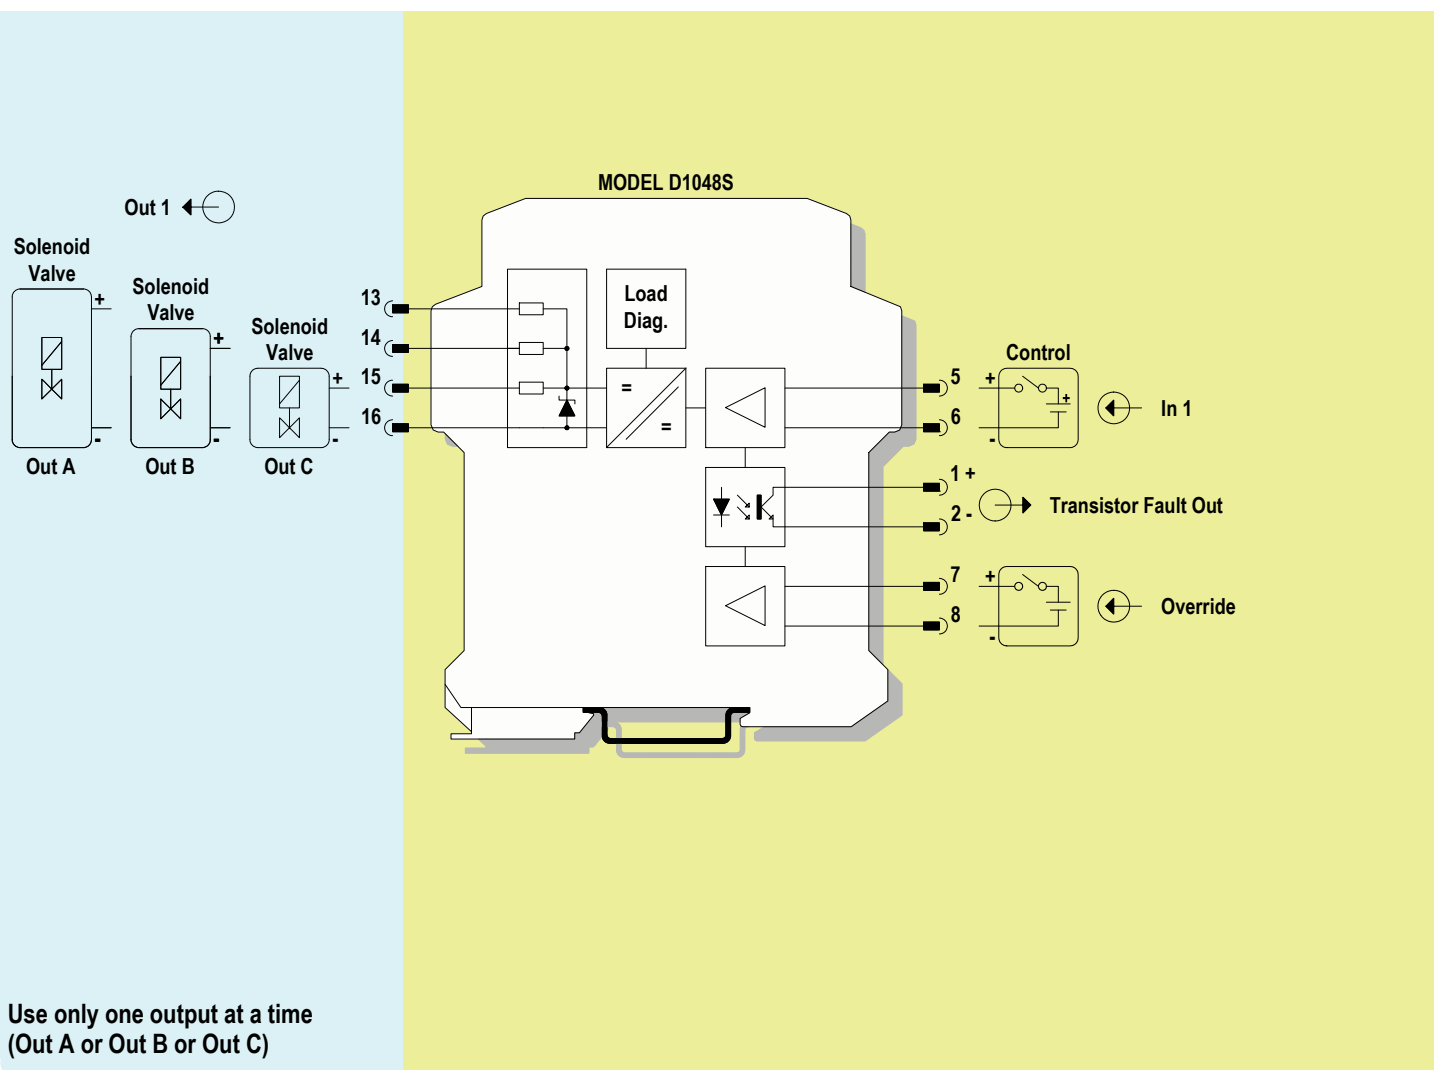 MODEL D1048S
Out 1
Solenoid
Valve
+
-
Out A
Solenoid
Valve
+
-
Out B
Solenoid
Valve
+
-
Out C
13
14
15
16
Load
Diag.
=
=
5
6
Control
+
+
-
In 1
1 +
2 -
Transistor Fault Out
7
8
+
-
Override
Use only one output at a time
(Out A or Out B or Out C)